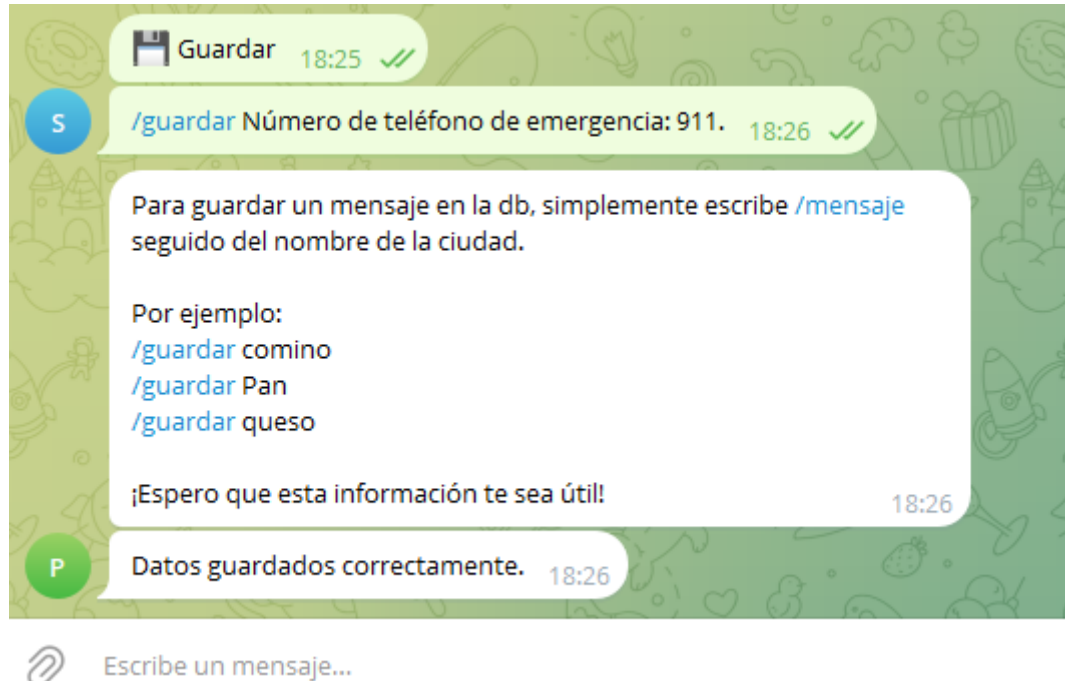 💾 Guardar 18:25
S
/guardar Número de teléfono de emergencia: 911. 18:26
Para guardar un mensaje en la db, simplemente escribe /mensaje
seguido del nombre de la ciudad.
Por ejemplo:
/guardar comino
/guardar Pan
/guardar queso
¡Espero que esta información te sea útil! 18:26
P
Datos guardados correctamente. 18:26
Escribe un mensaje...